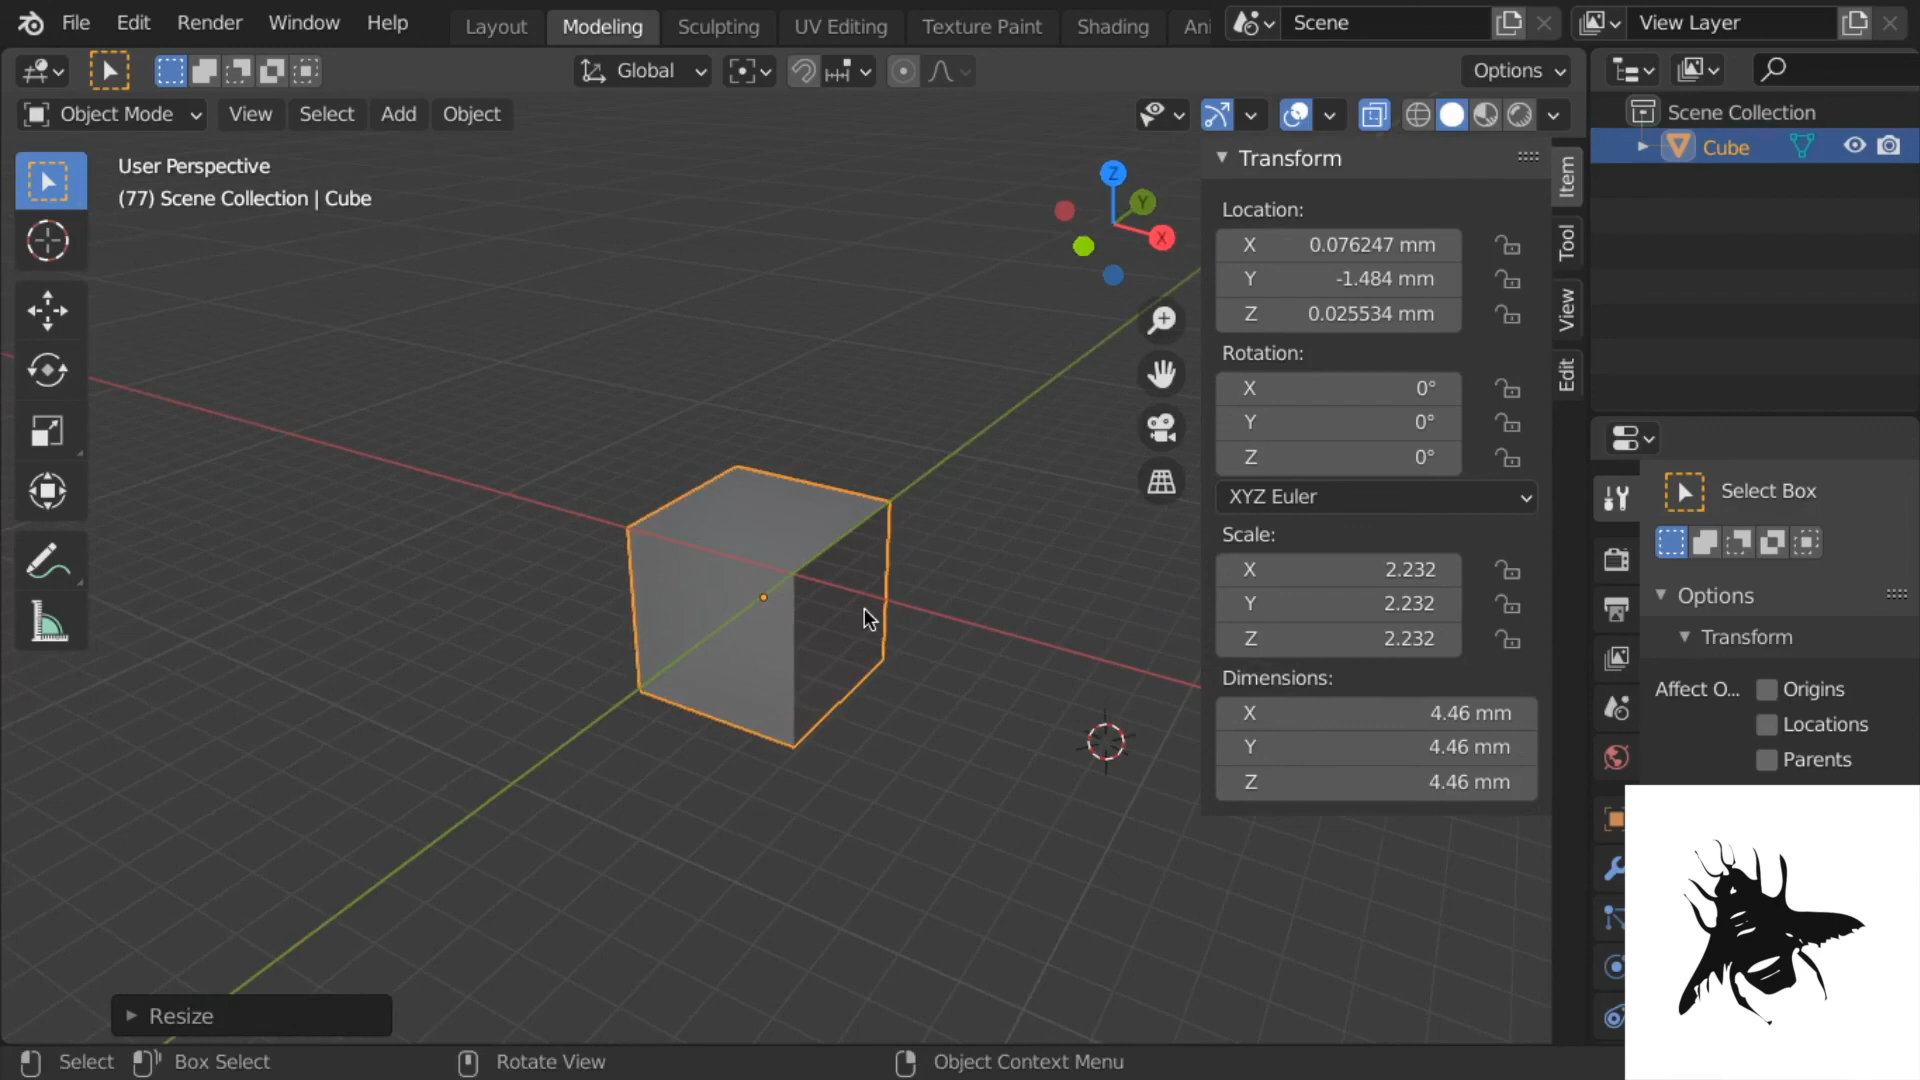 File Edit Render Window Help Layout Modeling Sculpting UV Editing Texture Paint Shading Ani Scene View Layer
Global Options
Object Mode View Select Add Object
Scene Collection
Cube
User Perspective
(77) Scene Collection | Cube
Z
Y
X
Transform
Location:
X 0.076247 mm
Y -1.484 mm
Z 0.025534 mm
Rotation:
X 0°
Y 0°
Z 0°
XYZ Euler
Scale:
X 2.232
Y 2.232
Z 2.232
Dimensions:
X 4.46 mm
Y 4.46 mm
Z 4.46 mm
Item
Tool
View
Edit
Select Box
Options
Transform
Affect O... Origins
Locations
Parents
Resize
Select Box Select Rotate View Object Context Menu